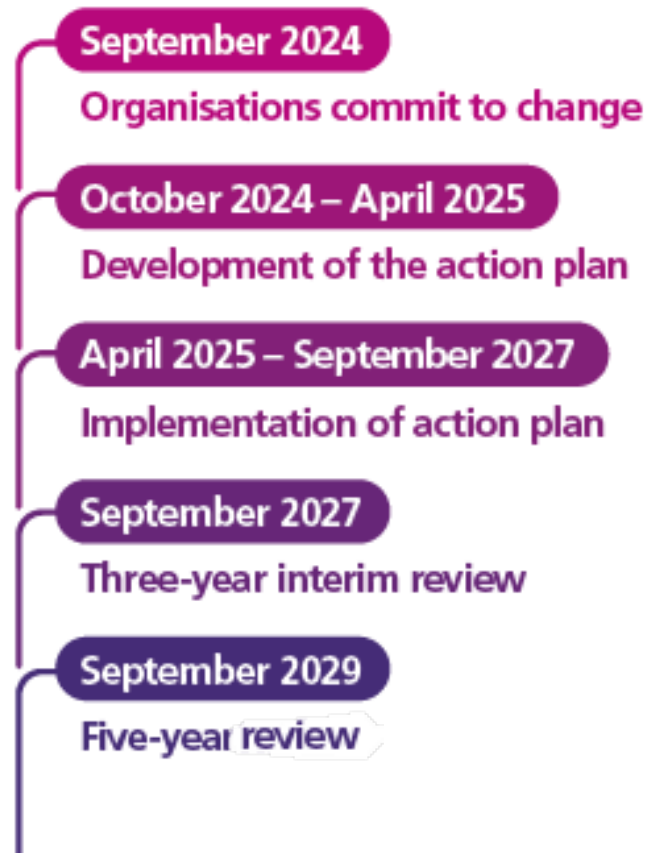 September 2024
Organisations commit to change
October 2024 – April 2025
Development of the action plan
April 2025 – September 2027
Implementation of action plan
September 2027
Three-year interim review
September 2029
Five-year review